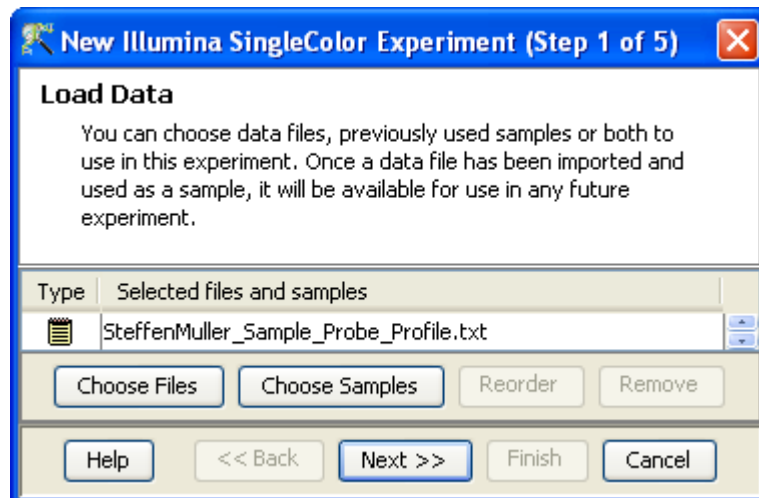 New Illumina SingleColor Experiment (Step 1 of 5)
Load Data
You can choose data files, previously used samples or both to
use in this experiment. Once a data file has been imported and
used as a sample, it will be available for use in any future
experiment.
Type Selected files and samples
SteffenMuller_Sample_Probe_Profile.txt
Choose Files Choose Samples Reorder Remove
Help << Back Next >> Finish Cancel